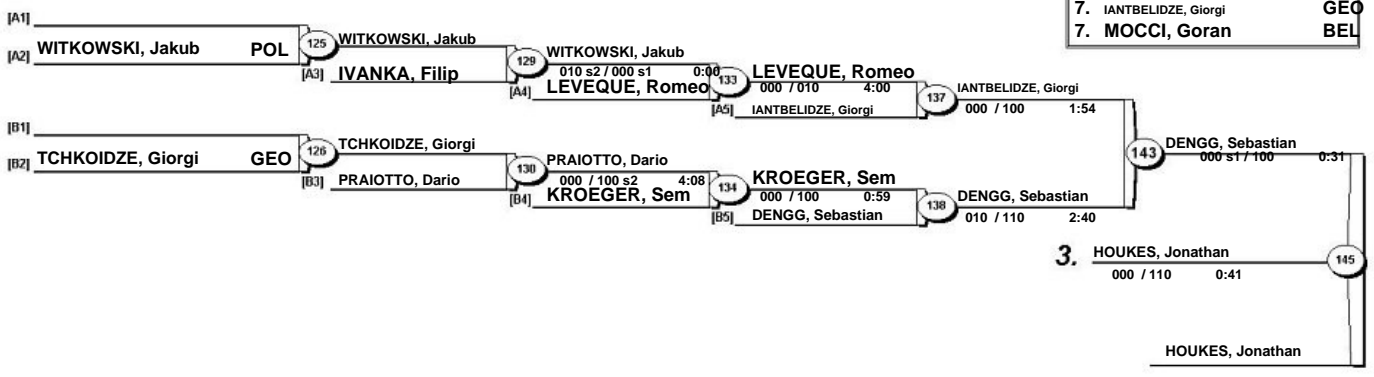 7. IANTBELIDZE, Giorgi GEO
7. MOCCI, Goran BEL
[A1]
[A2] WITKOWSKI, Jakub POL
125
WITKOWSKI, Jakub
[A3] IVANKA, Filip
129
WITKOWSKI, Jakub
010 s2 / 000 s1 0:00
[A4] LEVEQUE, Romeo
133
LEVEQUE, Romeo
000 / 010 4:00
[A5] IANTBELIDZE, Giorgi
137
IANTBELIDZE, Giorgi
000 / 100 1:54
[B1]
[B2] TCHKOIDZE, Giorgi GEO
126
TCHKOIDZE, Giorgi
[B3] PRAIOTTO, Dario
130
PRAIOTTO, Dario
000 / 100 s2 4:08
[B4] KROEGER, Sem
134
KROEGER, Sem
000 / 100 0:59
[B5] DENGG, Sebastian
138
DENGG, Sebastian
010 / 110 2:40
143
DENGG, Sebastian
000 s1 / 100 0:31
3. HOUKES, Jonathan
000 / 110 0:41
145
HOUKES, Jonathan